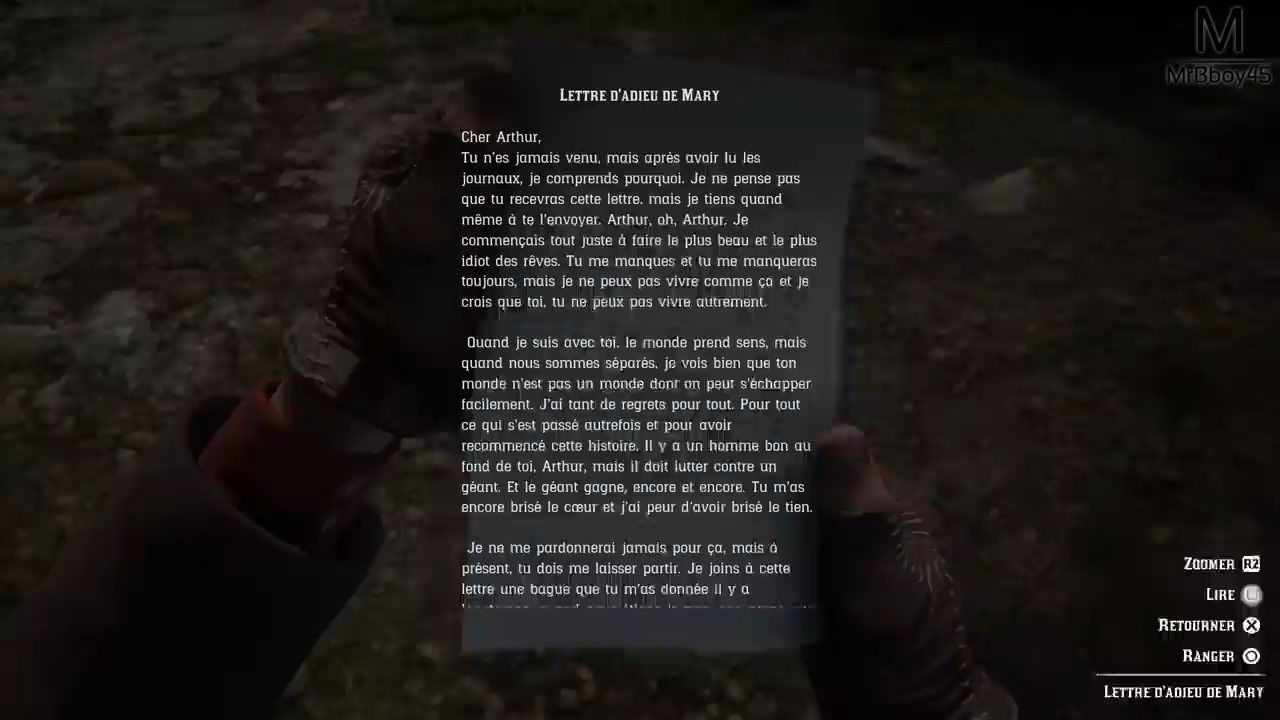 M
MrBboy45
LETTRE D'ADIEU DE MARY
Cher Arthur,
Tu n'es jamais venu, mais après avoir lu les
journaux, je comprends pourquoi. Je ne pense pas
que tu recevras cette lettre, mais je tiens quand
même à te l'envoyer. Arthur, oh, Arthur. Je
commençais tout juste à faire le plus beau et le plus
idiot des rêves. Tu me manques et tu me manqueras
toujours, mais je ne peux pas vivre comme ça et je
crois que toi, tu ne peux pas vivre autrement.
Quand je suis avec toi, le monde prend sens, mais
quand nous sommes séparés, je vois bien que ton
monde n'est pas un monde dont on peut s'échapper
facilement. J'ai tant de regrets pour tout. Pour tout
ce qui s'est passé autrefois et pour avoir
recommencé cette histoire. Il y a un homme bon au
fond de toi, Arthur, mais il doit lutter contre un
géant. Et le géant gagne, encore et encore. Tu m'as
encore brisé le cœur et j'ai peur d'avoir brisé le tien.
Je ne me pardonnerai jamais pour ça, mais à
présent, tu dois me laisser partir. Je joins à cette
lettre une bague que tu m'as donnée il y a
ZOOMER R2
LIRE
RETOURNER
RANGER
LETTRE D'ADIEU DE MARY